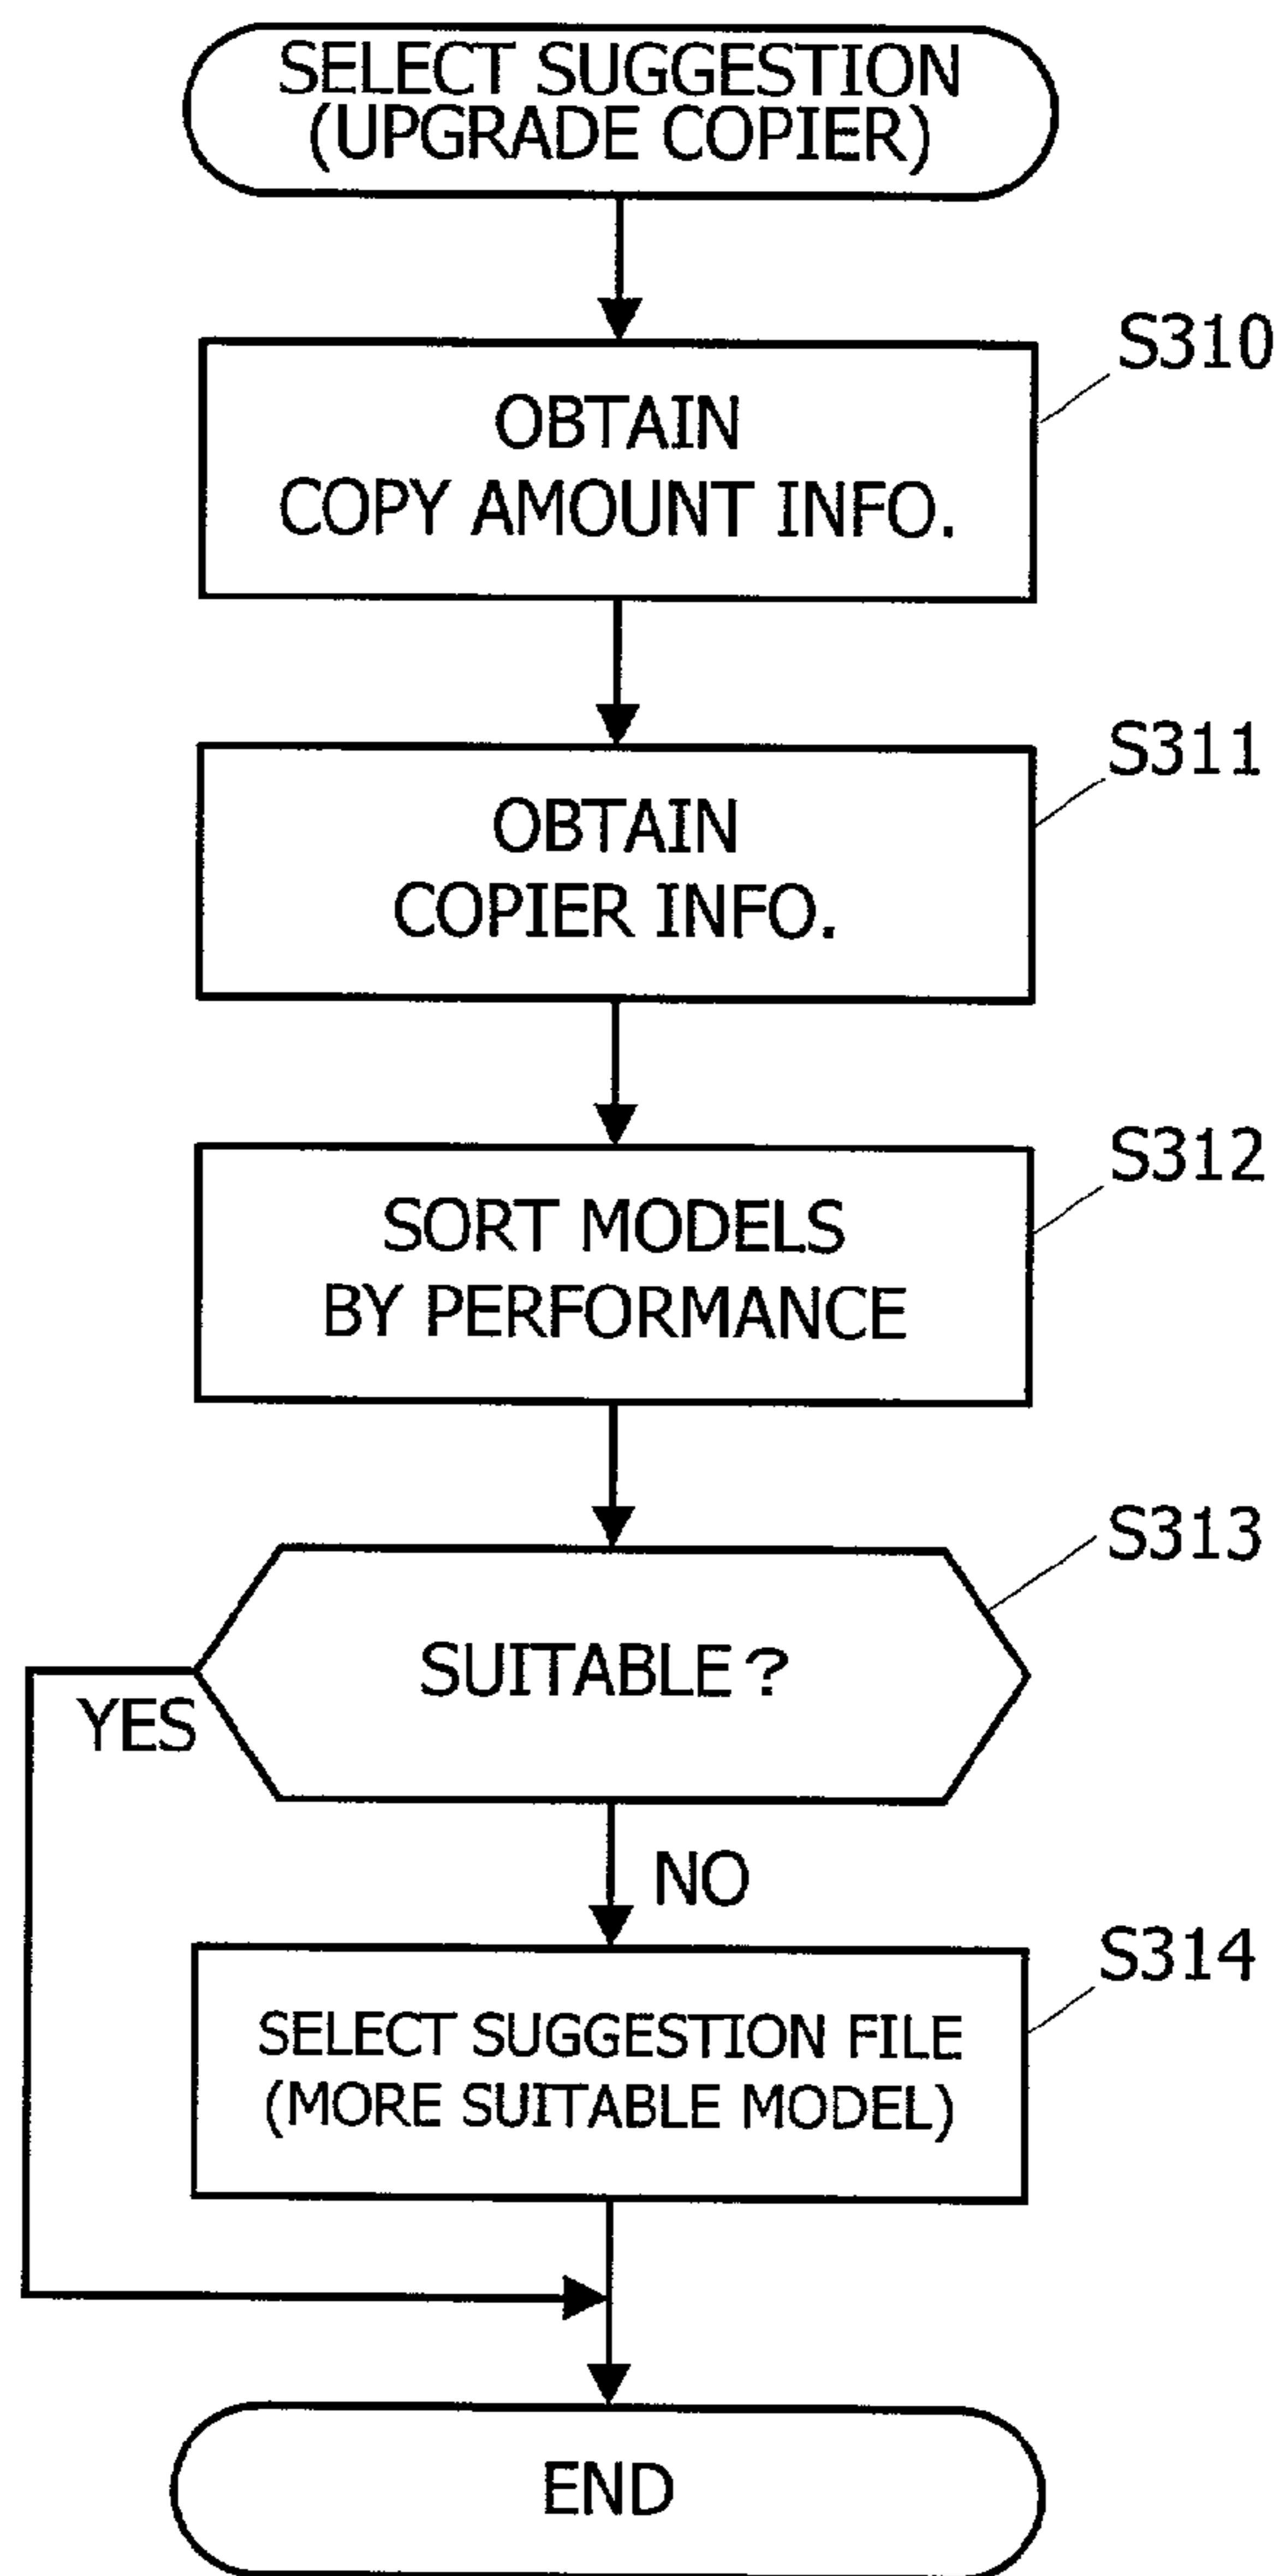 SELECT SUGGESTION
(UPGRADE COPIER)
S310
OBTAIN
COPY AMOUNT INFO.
S311
OBTAIN
COPIER INFO.
S312
SORT MODELS
BY PERFORMANCE
S313
SUITABLE?
YES
NO
S314
SELECT SUGGESTION FILE
(MORE SUITABLE MODEL)
END